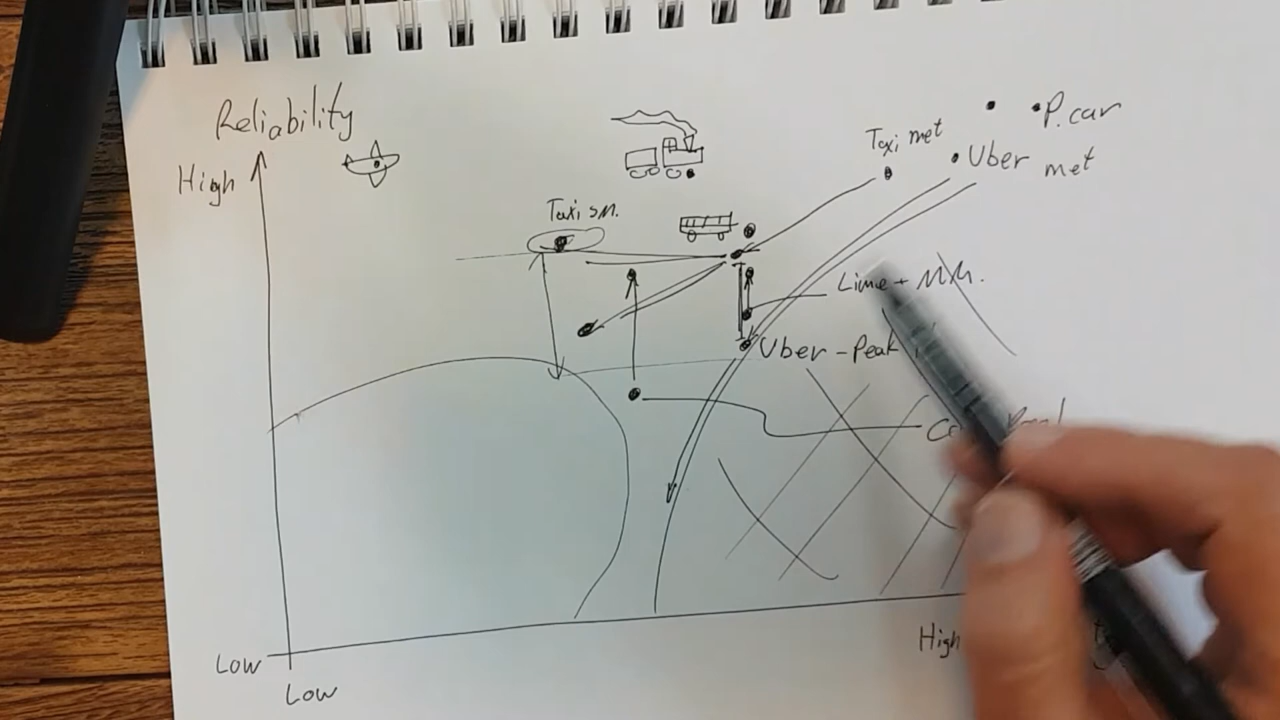 Reliability
High
P.car
Taxi met
Uber met
Taxi sm.
Lime + MM.
Uber - Peak
High
Low
Low